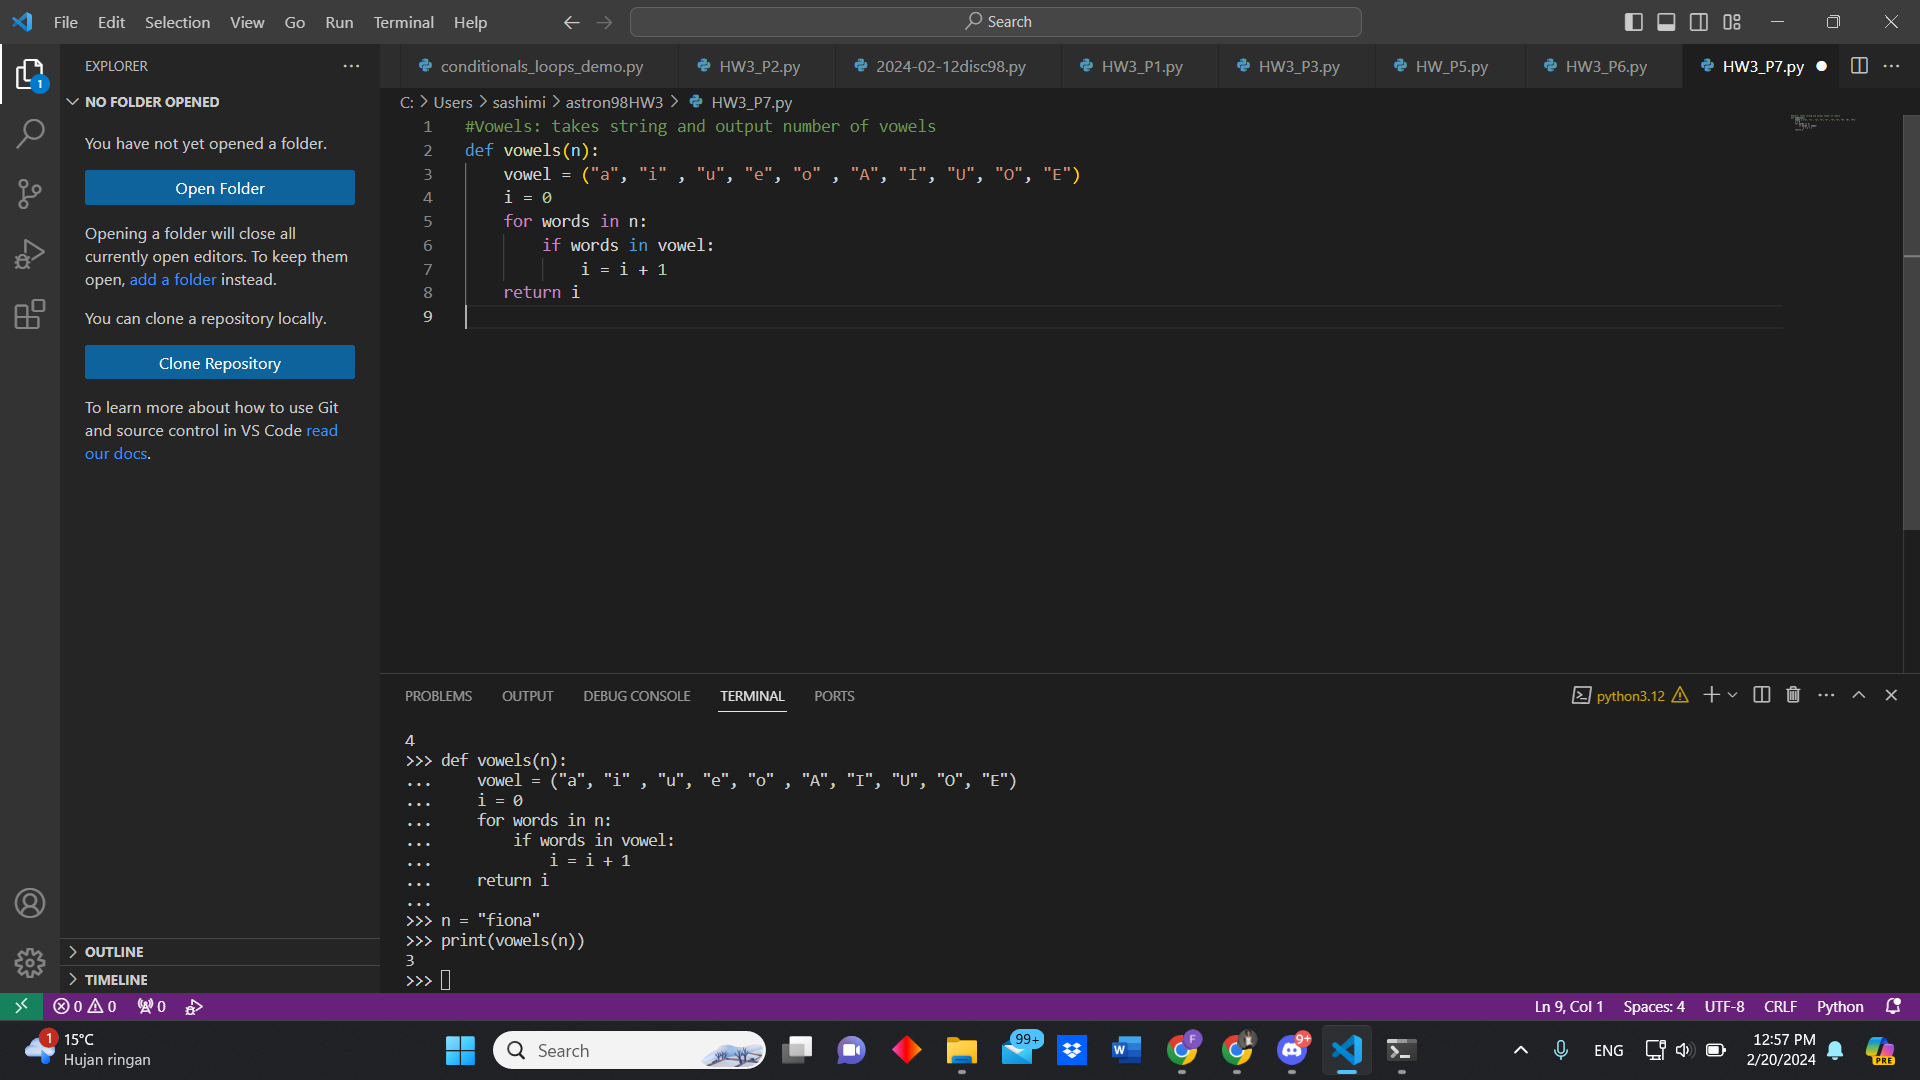 File Edit Selection View Go Run Terminal Help
Search
EXPLORER
1
NO FOLDER OPENED
You have not yet opened a folder.
Open Folder
Opening a folder will close all
currently open editors. To keep them
open, add a folder instead.
You can clone a repository locally.
Clone Repository
To learn more about how to use Git
and source control in VS Code read
our docs.
OUTLINE
TIMELINE
conditionals_loops_demo.py HW3_P2.py 2024-02-12disc98.py HW3_P1.py HW3_P3.py HW_P5.py HW3_P6.py HW3_P7.py
C: > Users > sashimi > astron98HW3 > HW3_P7.py
1 #Vowels: takes string and output number of vowels
2 def vowels(n):
3     vowel = ("a", "i" , "u", "e", "o" , "A", "I", "U", "O", "E")
4     i = 0
5     for words in n:
6         if words in vowel:
7             i = i + 1
8     return i
9
PROBLEMS OUTPUT DEBUG CONSOLE TERMINAL PORTS
python3.12
4
>>> def vowels(n):
...     vowel = ("a", "i" , "u", "e", "o" , "A", "I", "U", "O", "E")
...     i = 0
...     for words in n:
...         if words in vowel:
...             i = i + 1
...     return i
...
>>> n = "fiona"
>>> print(vowels(n))
3
>>>
0 0 0
Ln 9, Col 1 Spaces: 4 UTF-8 CRLF Python
1 15°C
Hujan ringan
Search
99+
F
9+
ENG
12:57 PM
2/20/2024
PRE